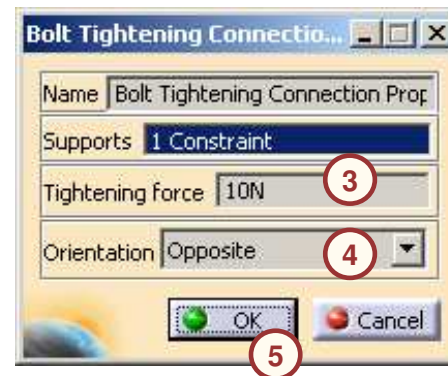 Bolt Tightening Connectio...
Name Bolt Tightening Connection Prop
Supports 1 Constraint
Tightening force 10N 3
Orientation Opposite 4
OK Cancel
5